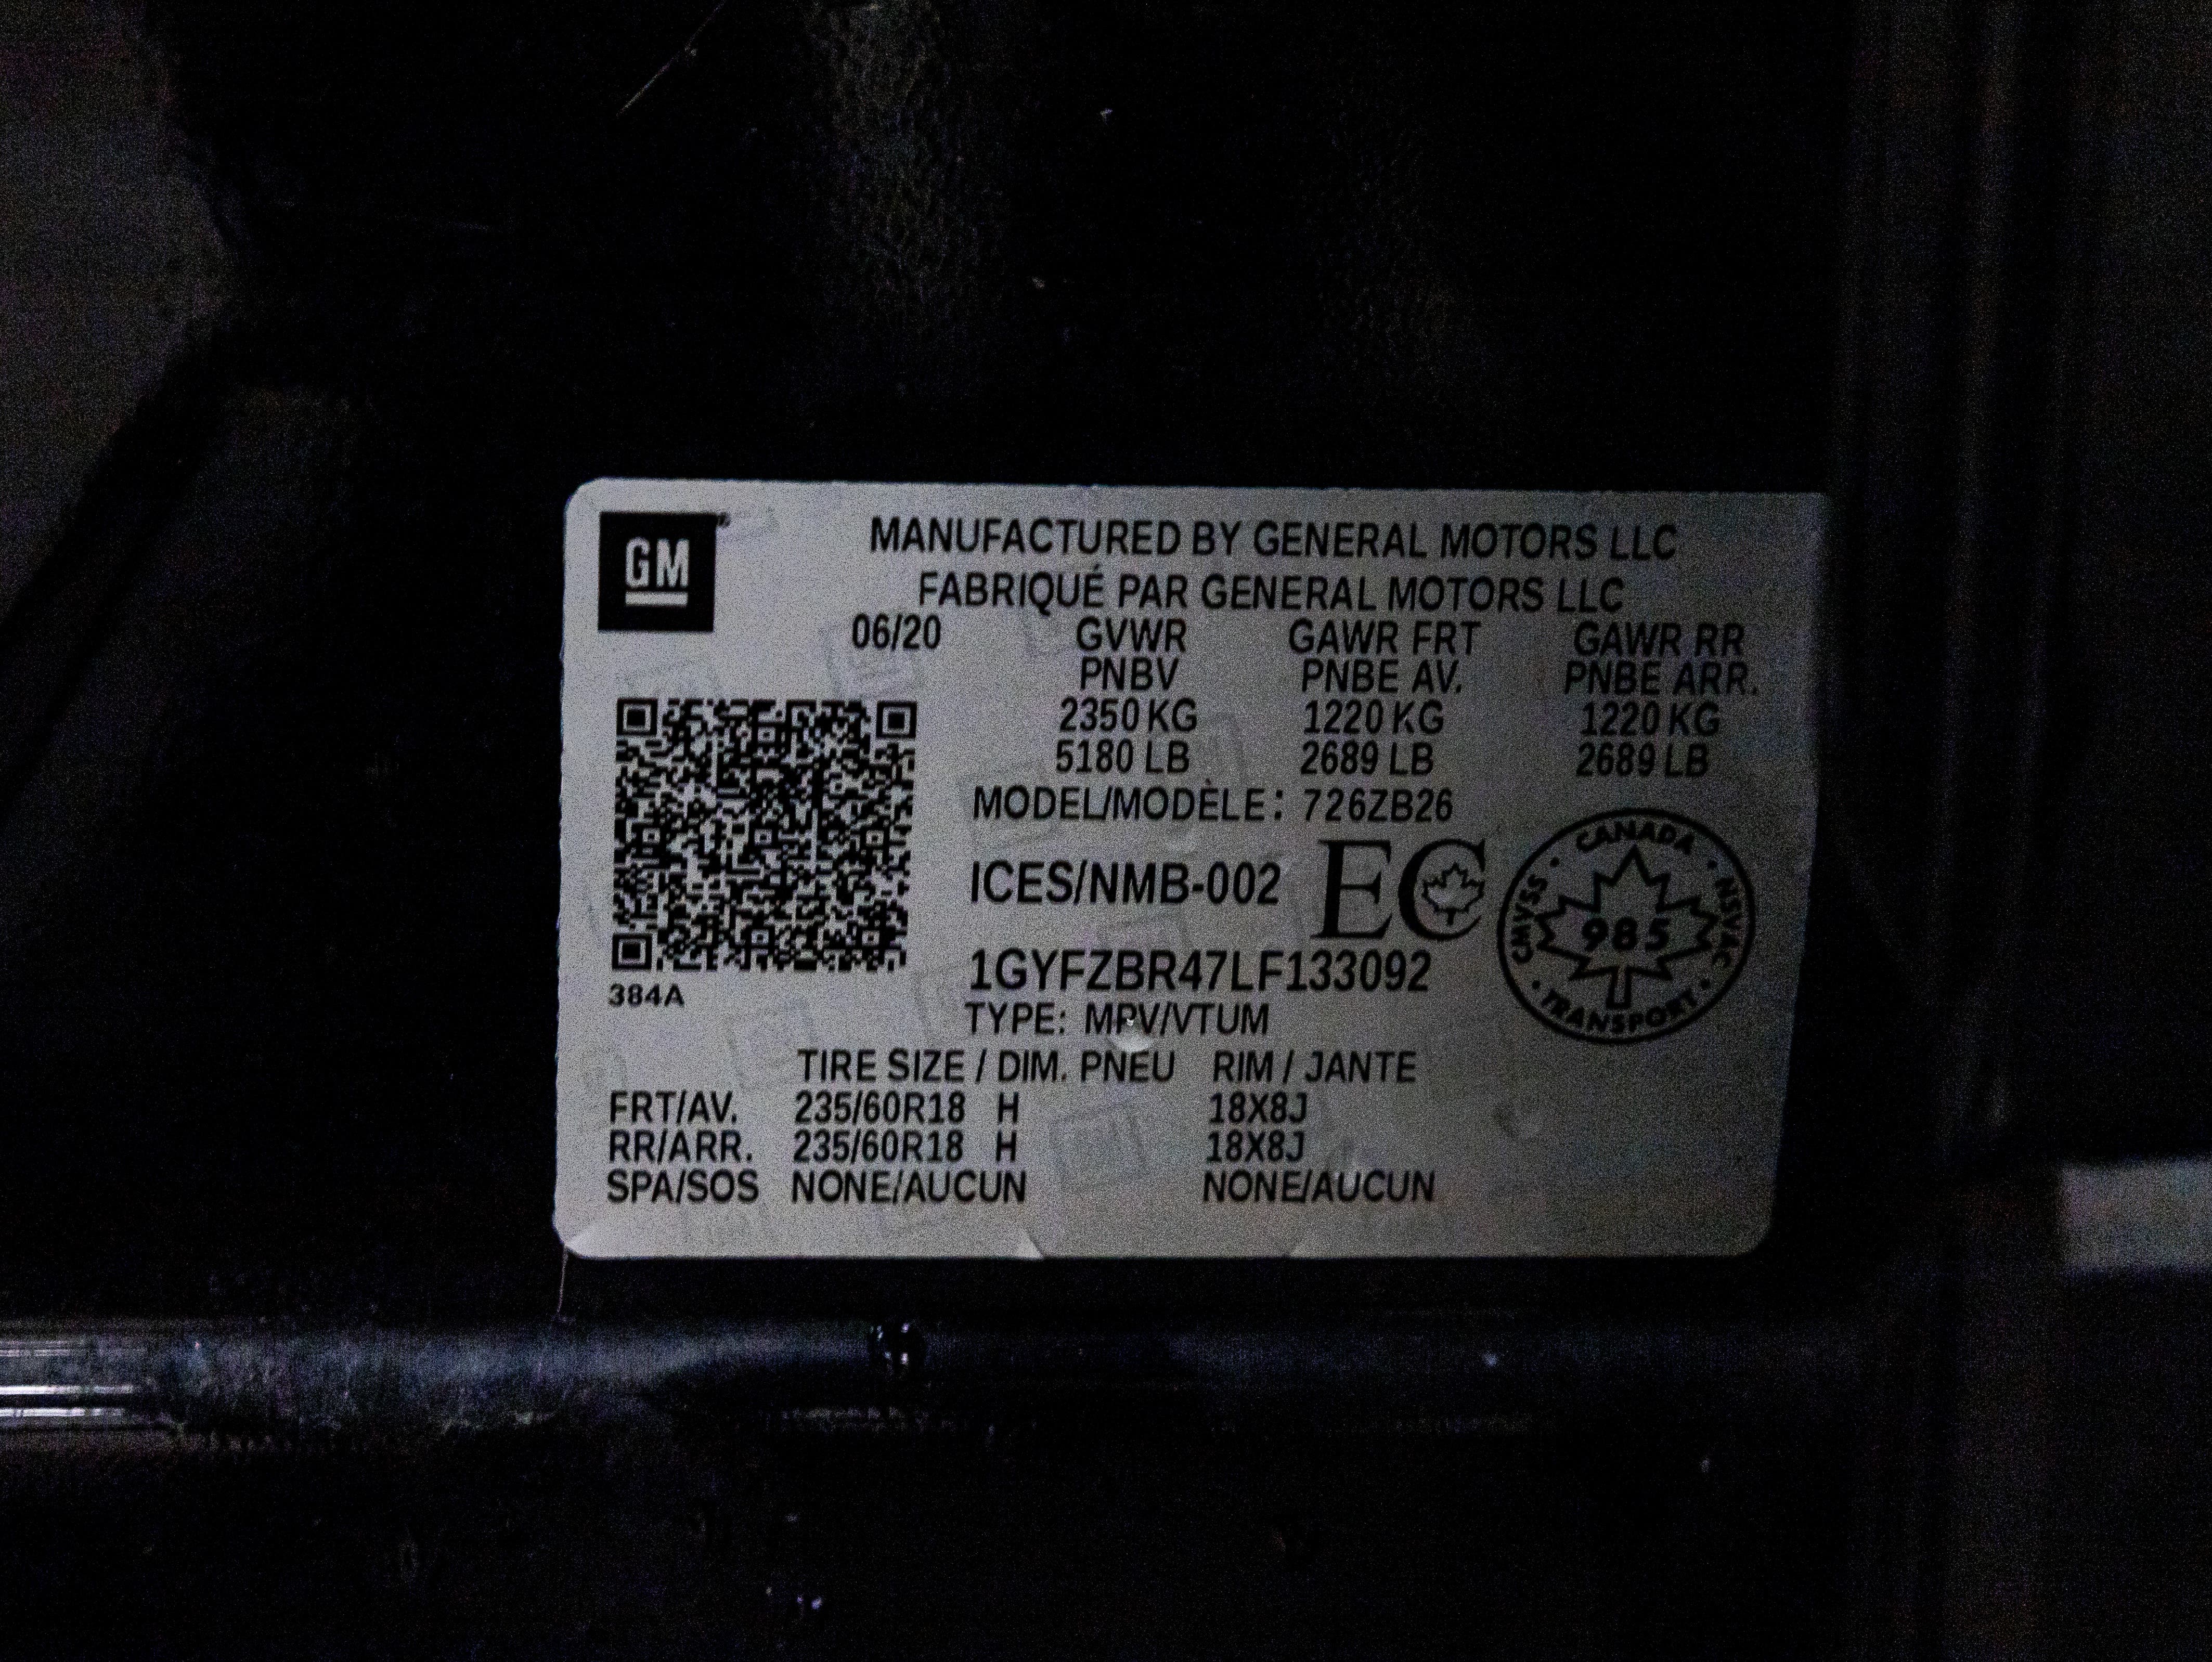 GM
MANUFACTURED BY GENERAL MOTORS LLC
FABRIQUÉ PAR GENERAL MOTORS LLC
06/20 GVWR GAWR FRT GAWR RR
PNBV PNBE AV. PNBE ARR.
2350 KG 1220 KG 1220 KG
5180 LB 2689 LB 2689 LB
MODEL/MODÈLE: 726ZB26
ICES/NMB-002 EC
CANADA · NSVAC · TRANSPORT · CMVSS ·
985
1GYFZBR47LF133092
384A
TYPE: MPV/VTUM
TIRE SIZE / DIM. PNEU RIM / JANTE
FRT/AV. 235/60R18 H 18X8J
RR/ARR. 235/60R18 H 18X8J
SPA/SOS NONE/AUCUN NONE/AUCUN